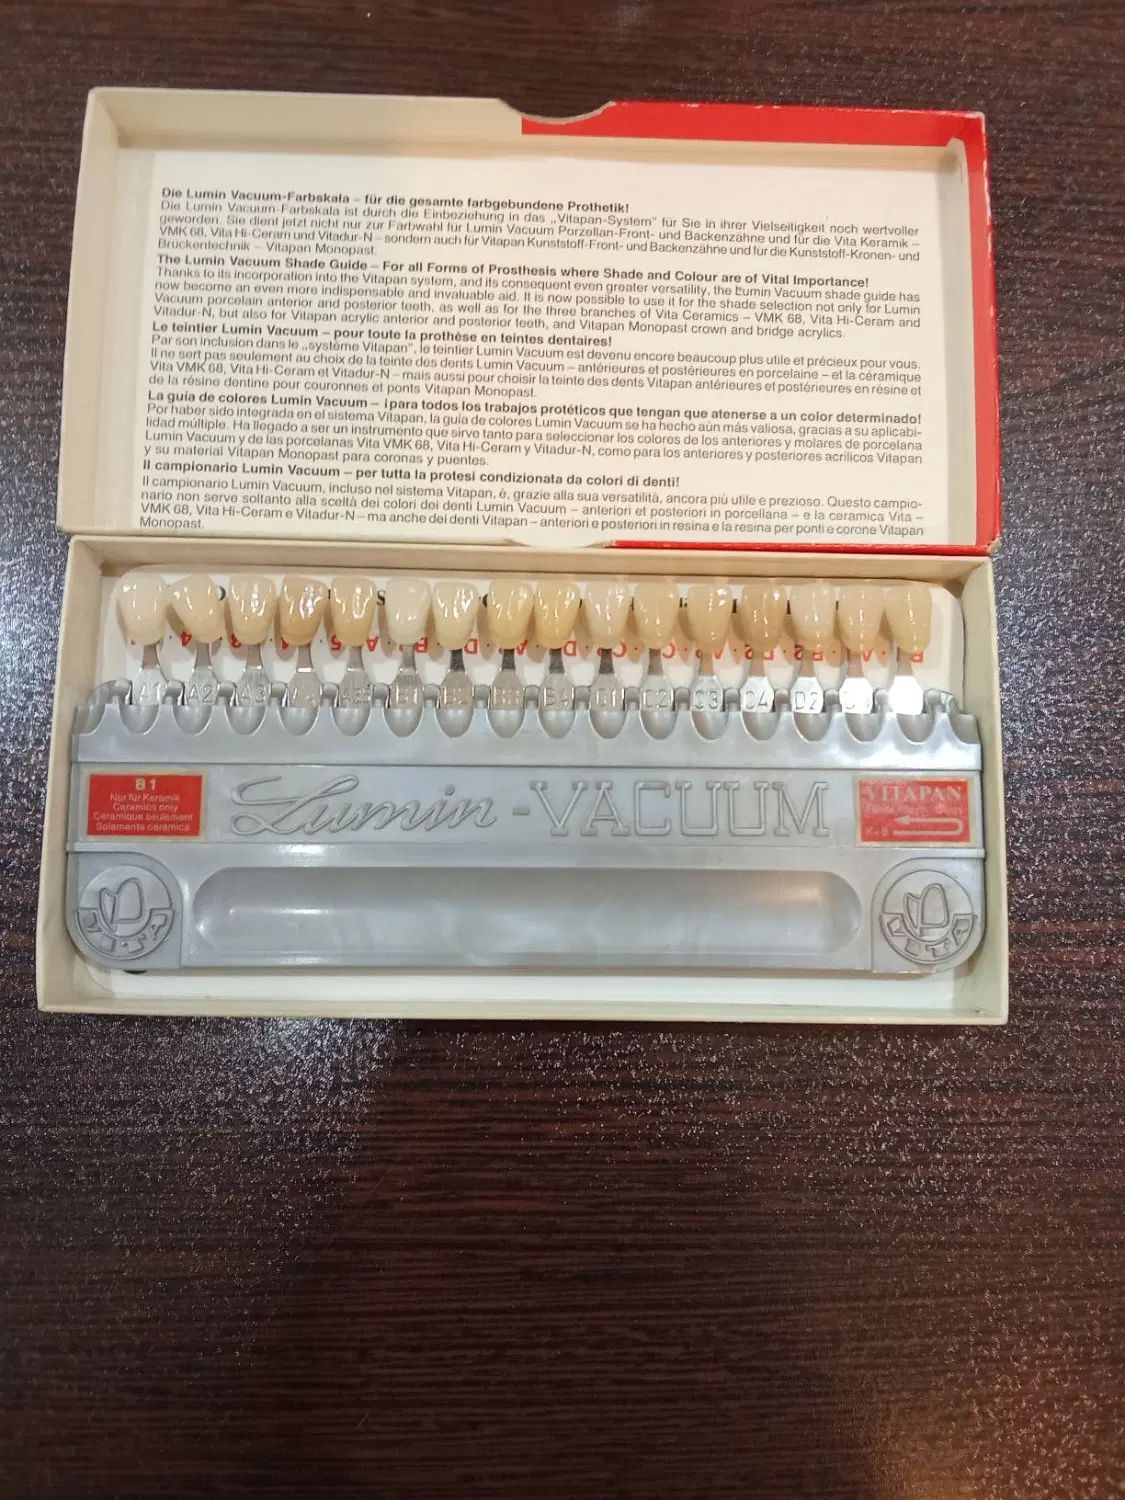 Die Lumin Vacuum-Farbskala – für die gesamte farbgebundene Prothetik!
Die Lumin Vacuum-Farbskala ist durch die Einbeziehung in das „Vitapan-System" für Sie in ihrer Vielseitigkeit noch wertvoller
geworden. Sie dient jetzt nicht nur zur Farbwahl für Lumin Vacuum Porzellan-Front- und Backenzähne und für die Vita Keramik –
VMK 68, Vita Hi-Ceram und Vitadur-N – sondern auch für Vitapan Kunststoff-Front- und Backenzähne und für die Kunststoff-Kronen- und
Brückentechnik – Vitapan Monopast.
The Lumin Vacuum Shade Guide – For all Forms of Prosthesis where Shade and Colour are of Vital Importance!
Thanks to its incorporation into the Vitapan system, and its consequent even greater versatility, the Lumin Vacuum shade guide has
now become an even more indispensable and invaluable aid. It is now possible to use it for the shade selection not only for Lumin
Vacuum porcelain anterior and posterior teeth, as well as for the three branches of Vita Ceramics – VMK 68, Vita Hi-Ceram and
Vitadur-N, but also for Vitapan acrylic anterior and posterior teeth, and Vitapan Monopast crown and bridge acrylics.
Le teintier Lumin Vacuum – pour toute la prothèse en teintes dentaires!
Par son inclusion dans le „système Vitapan", le teintier Lumin Vacuum est devenu encore beaucoup plus utile et précieux pour vous.
Il ne sert pas seulement au choix de la teinte des dents Lumin Vacuum – antérieures et postérieures en porcelaine – et la céramique
Vita VMK 68, Vita Hi-Ceram et Vitadur-N – mais aussi pour choisir la teinte des dents Vitapan antérieures et postérieures en résine et
de la résine dentine pour couronnes et ponts Vitapan Monopast.
La guia de colores Lumin Vacuum – ¡para todos los trabajos protéticos que tengan que atenerse a un color determinado!
Por haber sido integrada en el sistema Vitapan, la guia de colores Lumin Vacuum se ha hecho aún más valiosa, gracias a su aplicabi-
lidad múltiple. Ha llegado a ser un instrumento que sirve tanto para seleccionar los colores de los anteriores y molares de porcelana
Lumin Vacuum y de las porcelanas Vita VMK 68, Vita Hi-Ceram y Vitadur-N, como para los anteriores y posteriores acrílicos Vitapan
y su material Vitapan Monopast para coronas y puentes.
Il campionario Lumin Vacuum – per tutta la protesi condizionata da colori di denti!
Il campionario Lumin Vacuum, incluso nel sistema Vitapan, è, grazie alla sua versatilità, ancora più utile e prezioso. Questo campio-
nario non serve soltanto alla sceltà dei colori dei denti Lumin Vacuum – anteriori et posteriori in porcellana – e la ceramica Vita –
VMK 68, Vita Hi-Ceram e Vitadur-N – ma anche dei denti Vitapan – anteriori e posteriori in resina e la resina per ponti e corone Vitapan
Monopast.
A1 A2 A3 A4 A35 B1 B2 B3 B4 C1 C2 C3 C4 D2
B1
Nur für Keramik
Ceramics only
Céramique seulement
Solamente ceramica
Lumin-VACUUM
VITAPAN
K+B
VITA
VITA